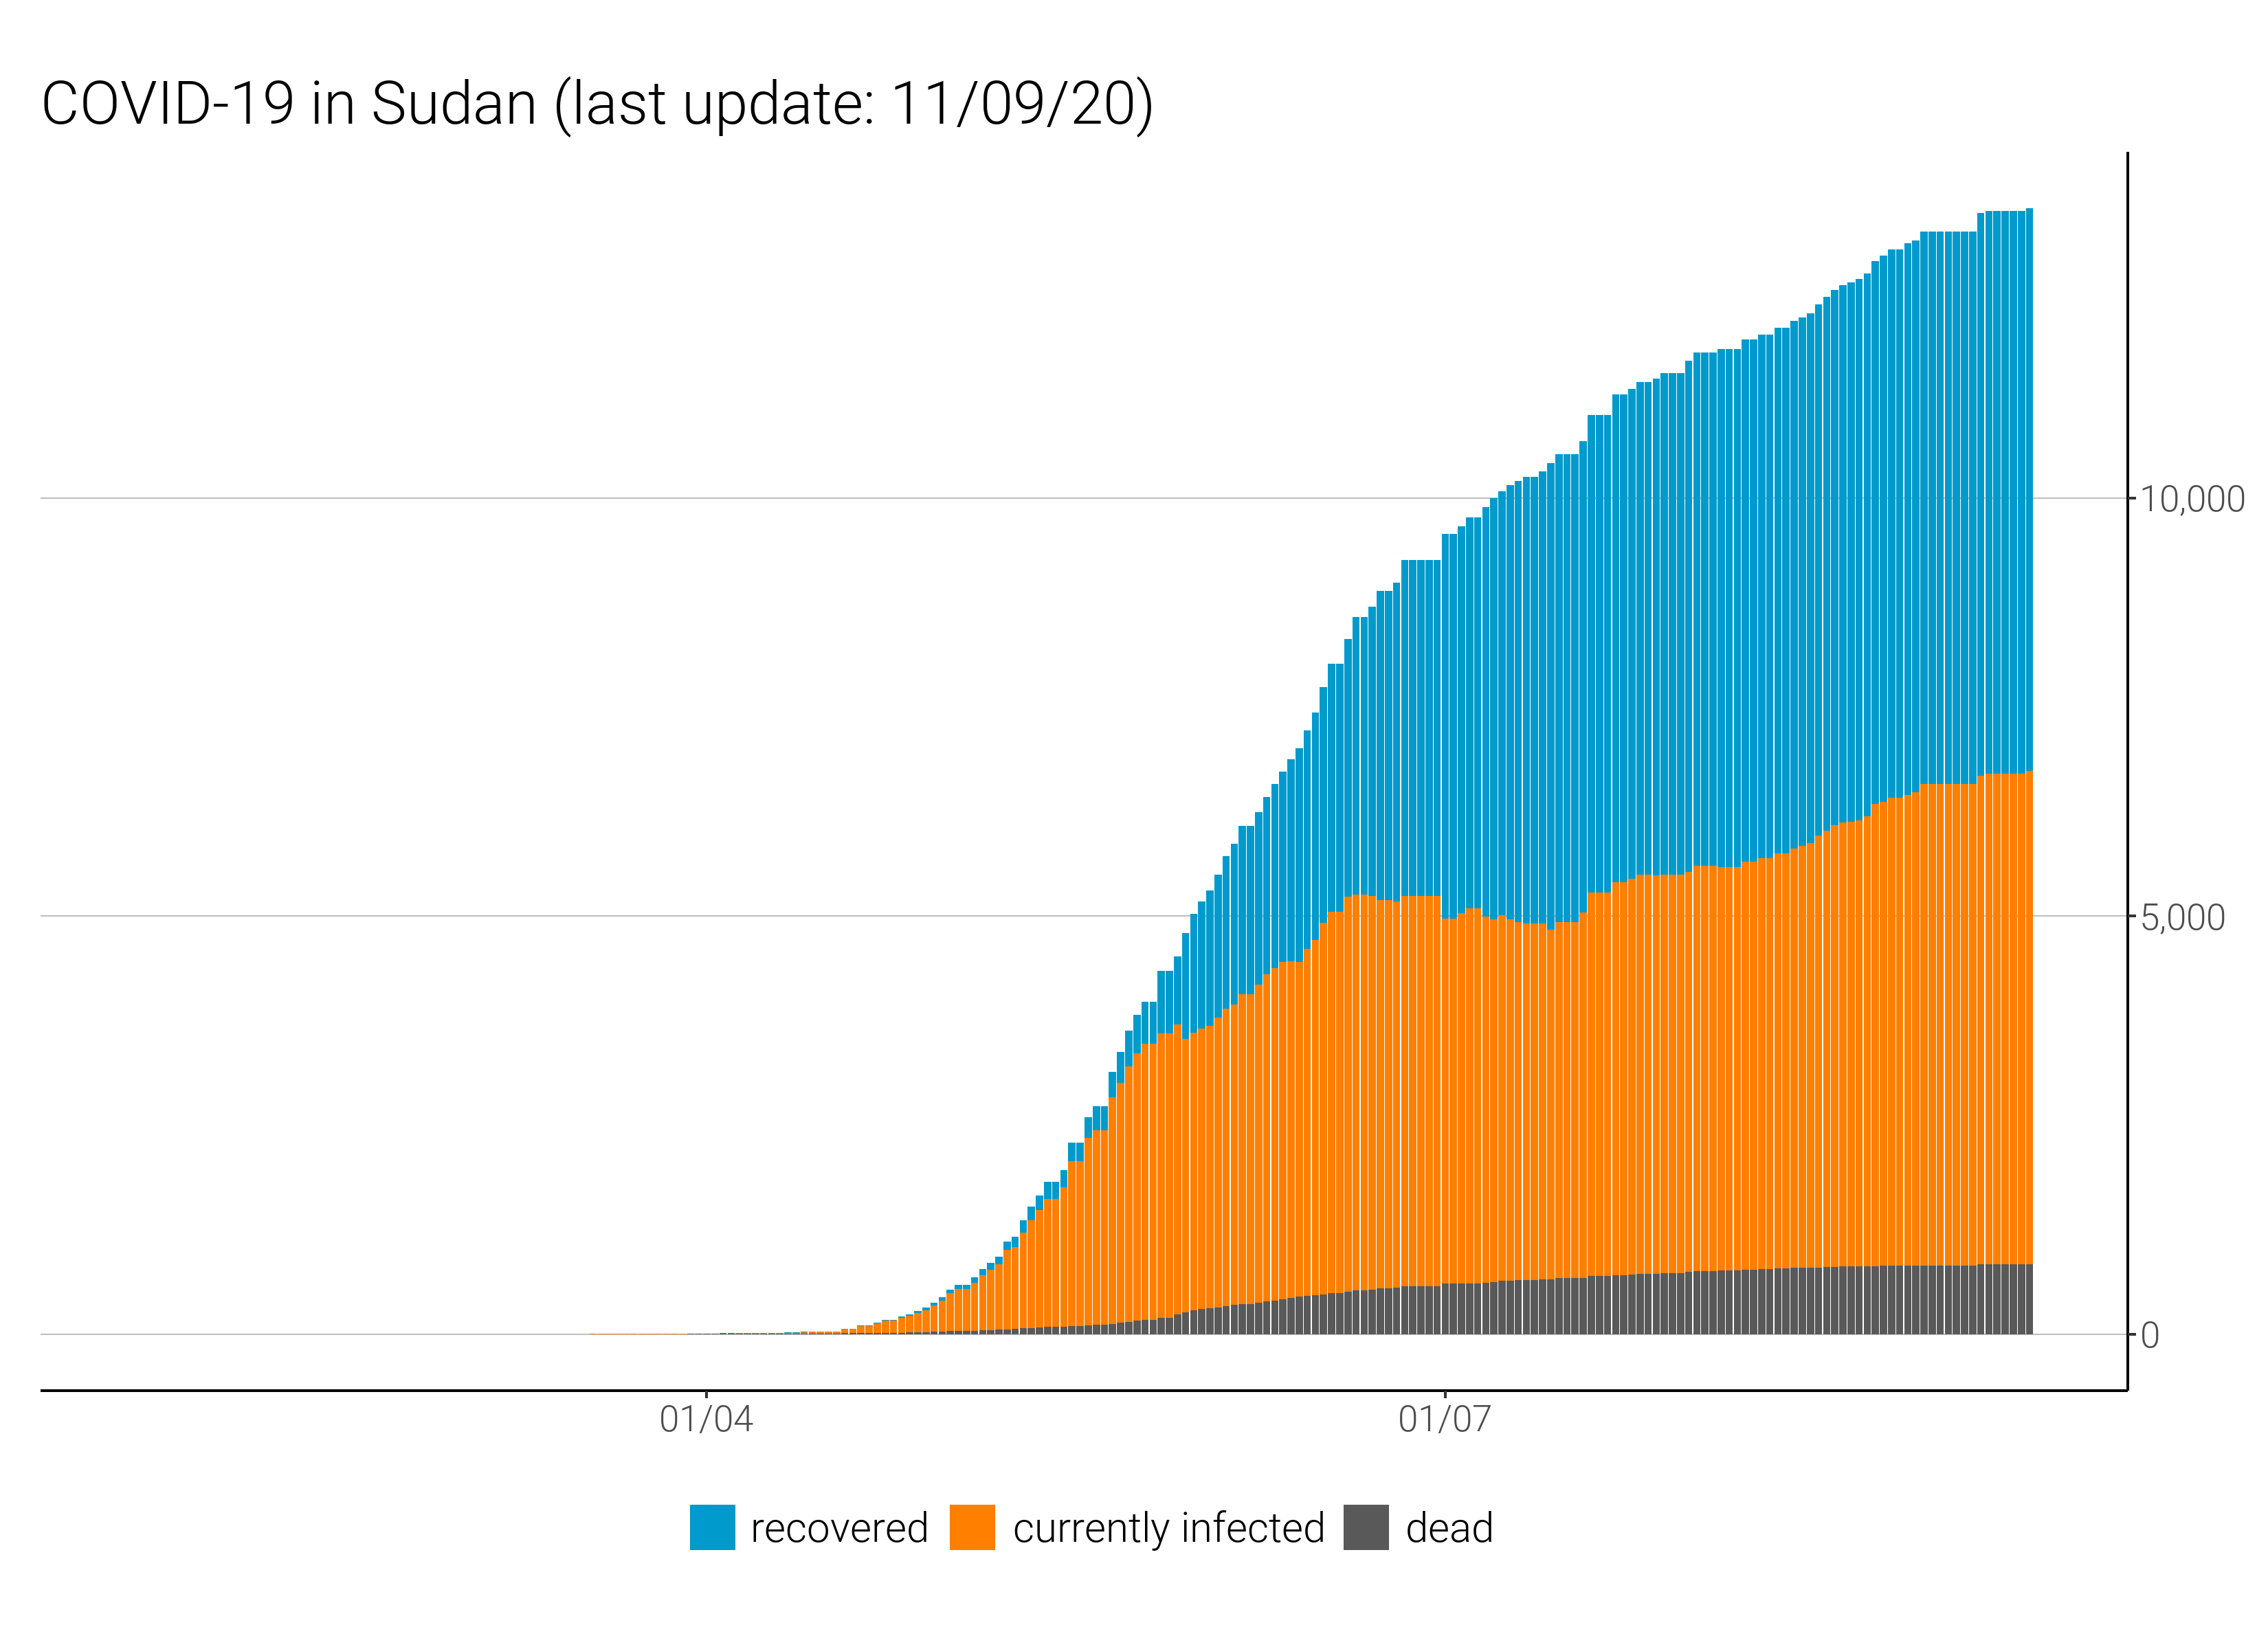 COVID-19 in Sudan (last update: 11/09/20)
10,000
5,000
0
01/04 01/07
recovered currently infected dead